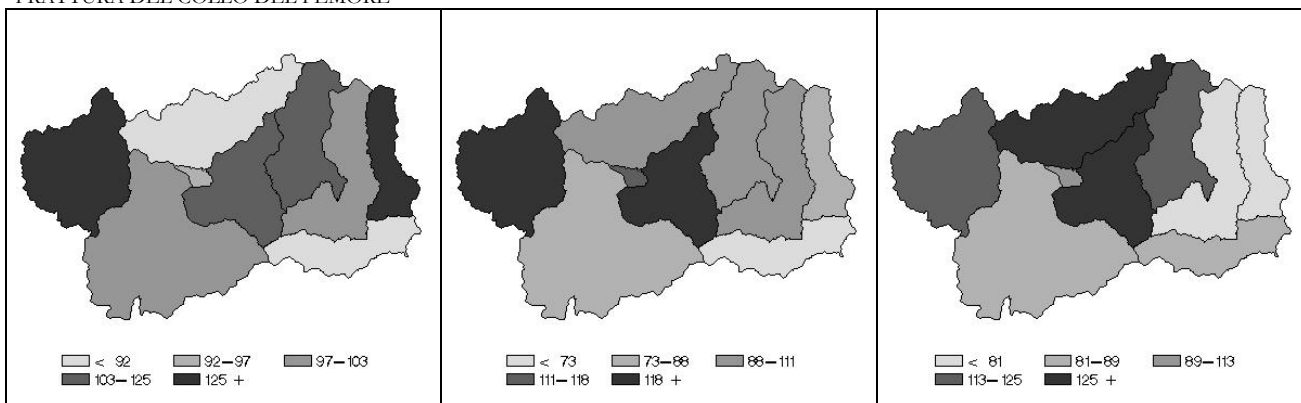 FRATTURA DEL COLLO DEL FEMORE
< 92 92–97 97–103
103–125 125 +
< 73 73–88 88–111
111–118 118 +
< 81 81–89 89–113
113–125 125 +